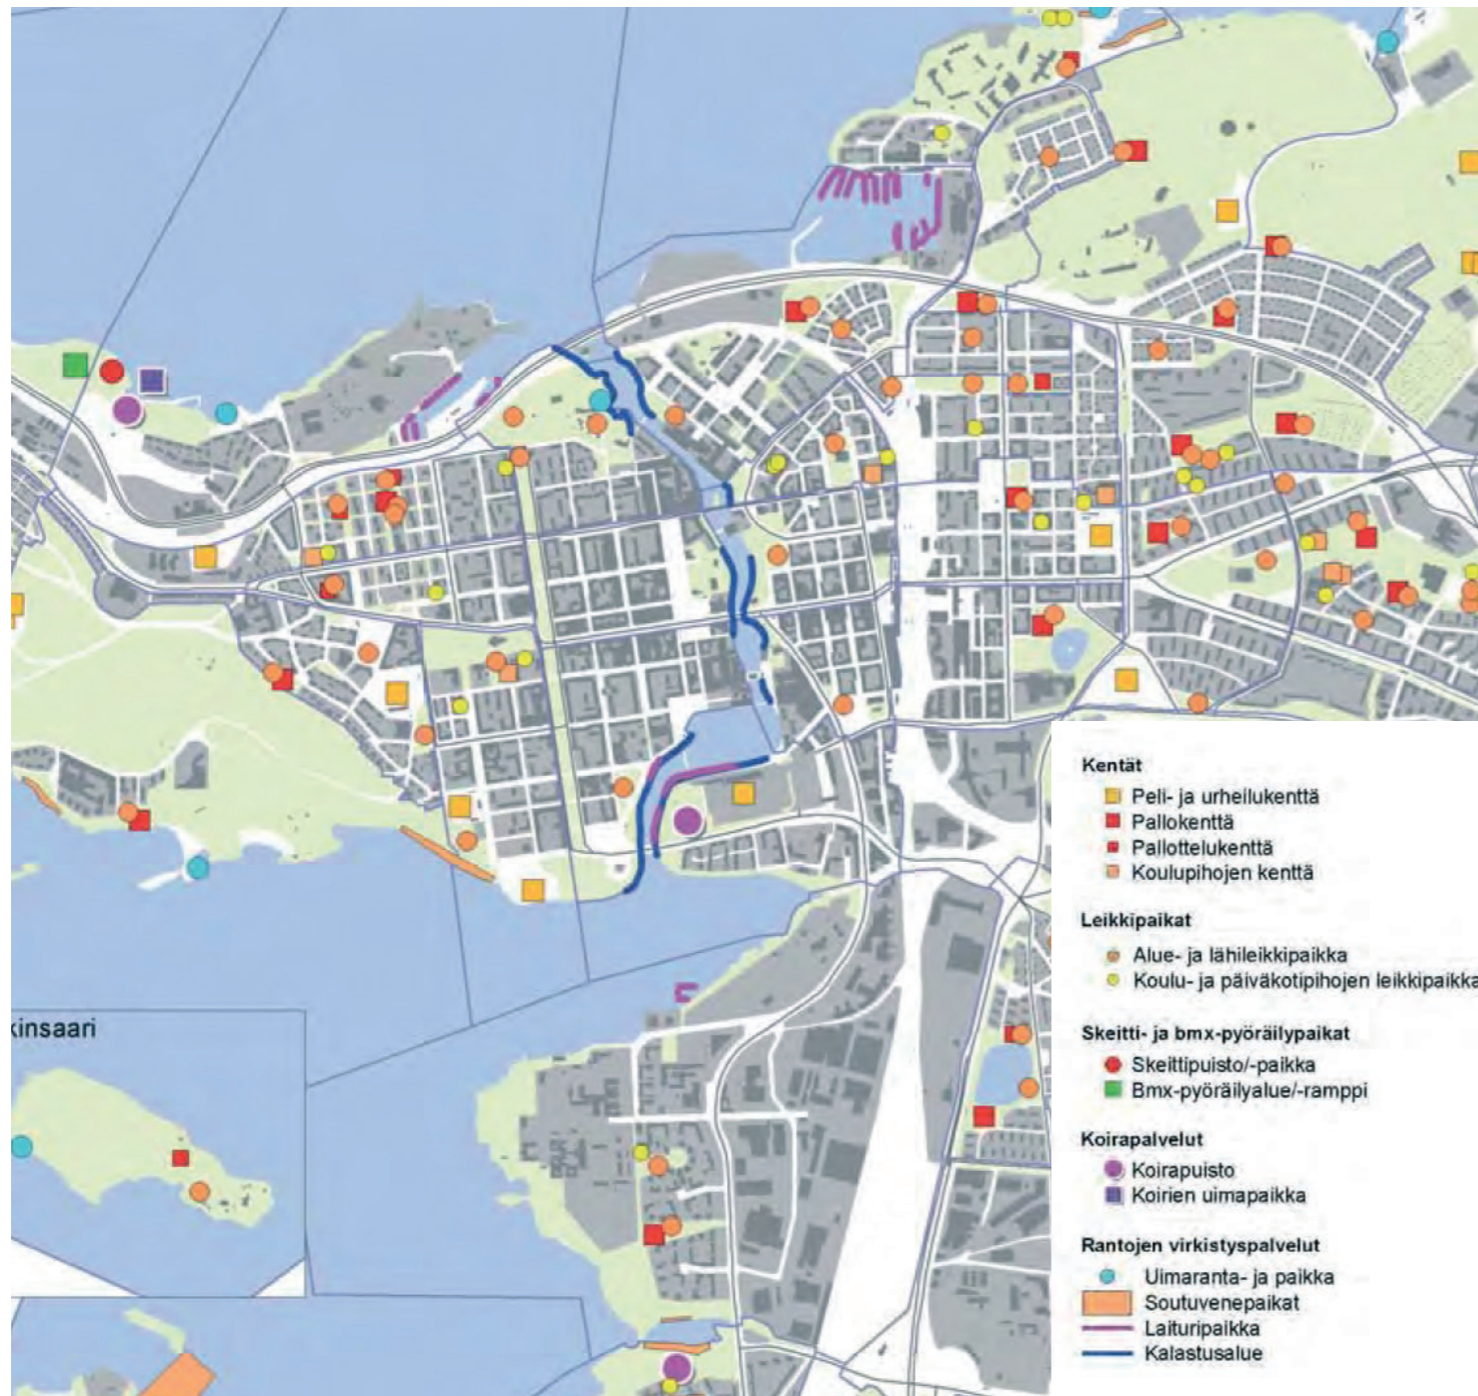 kinsaari
Kentät
Peli- ja urheilukenttä
Pallokenttä
Pallottelukenttä
Koulupihojen kenttä
Leikkipaikat
Alue- ja lähileikkipaikka
Koulu- ja päiväkotipihojen leikkipaikka
Skeitti- ja bmx-pyöräilypaikat
Skeittipuisto/-paikka
Bmx-pyöräilyalue/-ramppi
Koirapalvelut
Koirapuisto
Koirien uimapaikka
Rantojen virkistyspalvelut
Uimaranta- ja paikka
Soutuvenepaikat
Laituripaikka
Kalastusalue